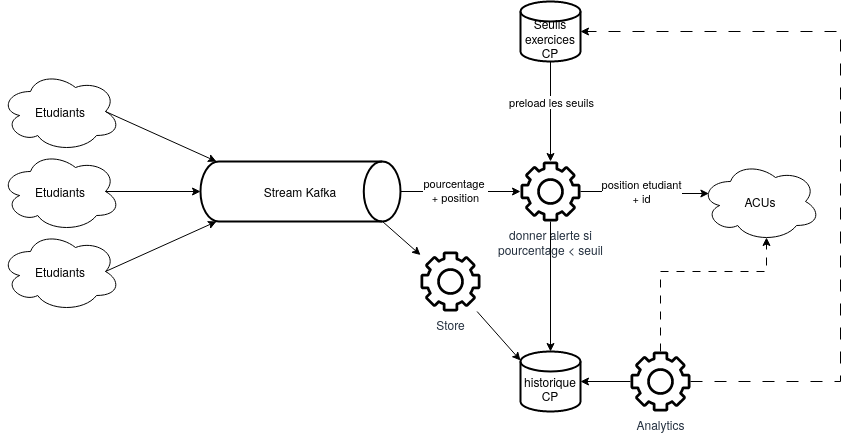 Seuils
exercices
CP
preload les seuils
Etudiants
Etudiants
Etudiants
Stream Kafka
pourcentage
+ position
position etudiant
+ id
ACUs
donner alerte si
pourcentage < seuil
Store
historique
CP
Analytics